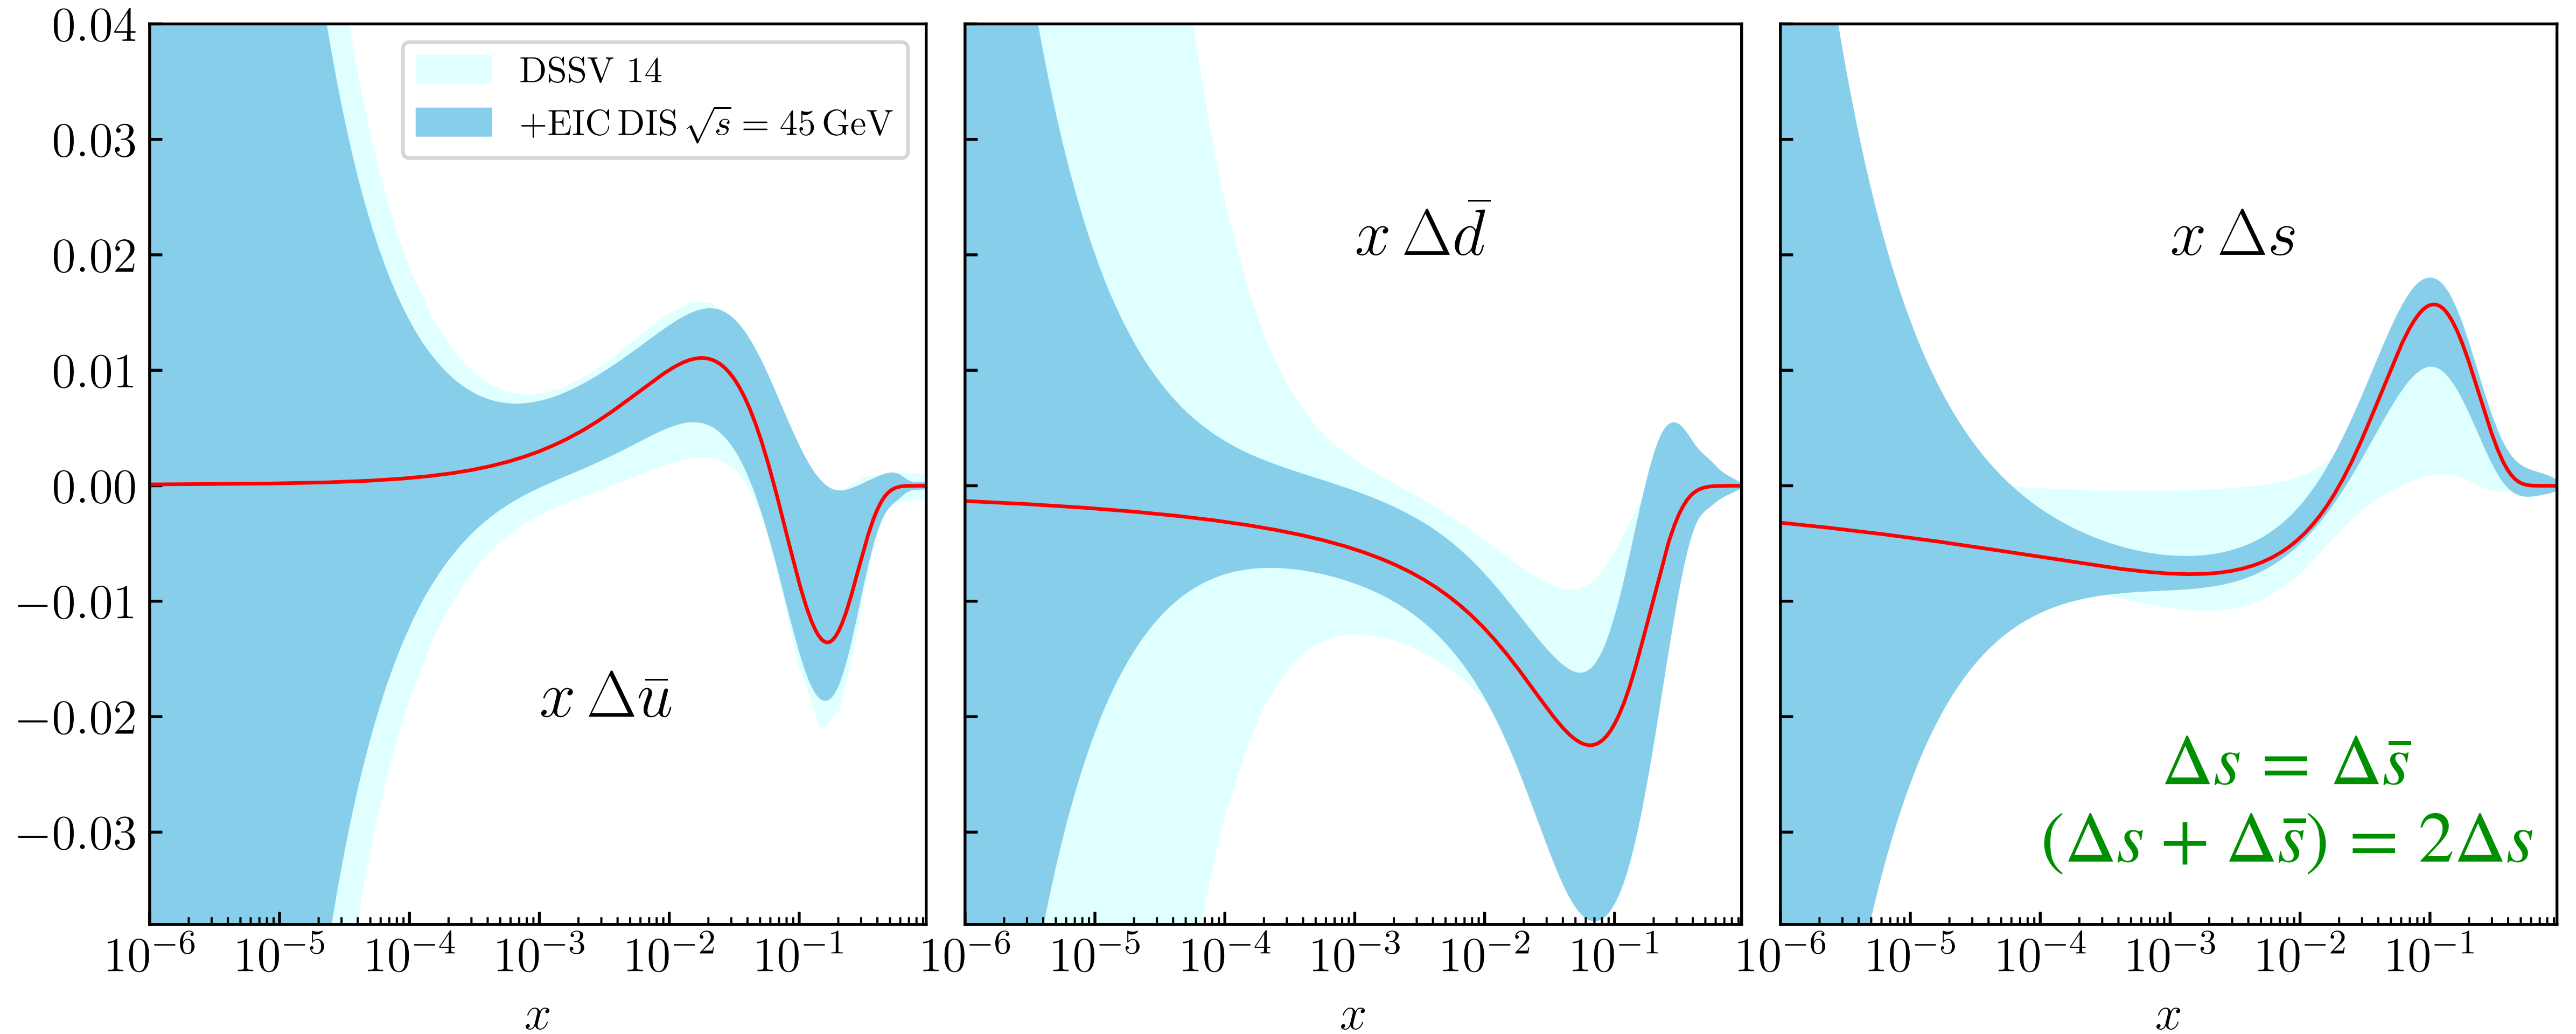 0.04
0.03
0.02
0.01
0.00
−0.01
−0.02
−0.03
DSSV 14
+EIC DIS √s = 45 GeV
x Δū
10⁻⁶ 10⁻⁵ 10⁻⁴ 10⁻³ 10⁻² 10⁻¹
x
x Δd̄
10⁻⁶ 10⁻⁵ 10⁻⁴ 10⁻³ 10⁻² 10⁻¹
x
x Δs
Δs = Δs̄
(Δs + Δs̄) = 2Δs
10⁻⁶ 10⁻⁵ 10⁻⁴ 10⁻³ 10⁻² 10⁻¹
x